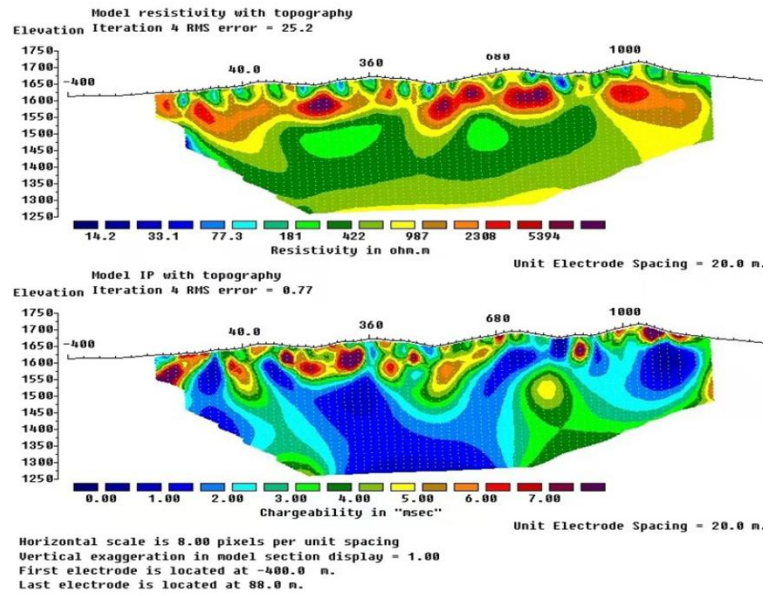 Model resistivity with topography
Elevation Iteration 4 RMS error = 25.2
1750
1700
1650
1600
1550
1500
1450
1400
1350
1300
1250
-400 40.0 360 680 1000
14.2 33.1 77.3 181 422 987 2308 5394
Resistivity in ohm.m
Unit Electrode Spacing = 20.0 m.
Model IP with topography
Elevation Iteration 4 RMS error = 0.77
1750
1700
1650
1600
1550
1500
1450
1400
1350
1300
1250
-400 40.0 360 680 1000
0.00 1.00 2.00 3.00 4.00 5.00 6.00 7.00
Chargeability in "msec"
Unit Electrode Spacing = 20.0 m.
Horizontal scale is 8.00 pixels per unit spacing
Vertical exaggeration in model section display = 1.00
First electrode is located at -400.0 m.
Last electrode is located at 88.0 m.